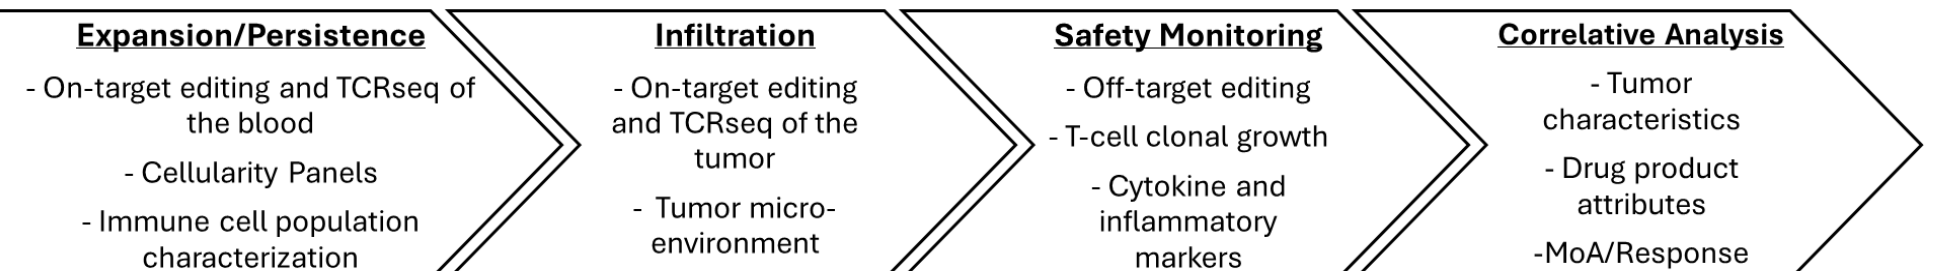 Expansion/Persistence
- On-target editing and TCRseq of
the blood
- Cellularity Panels
- Immune cell population
characterization
Infiltration
- On-target editing
and TCRseq of the
tumor
- Tumor micro-
environment
Safety Monitoring
- Off-target editing
- T-cell clonal growth
- Cytokine and
inflammatory
markers
Correlative Analysis
- Tumor
characteristics
- Drug product
attributes
-MoA/Response